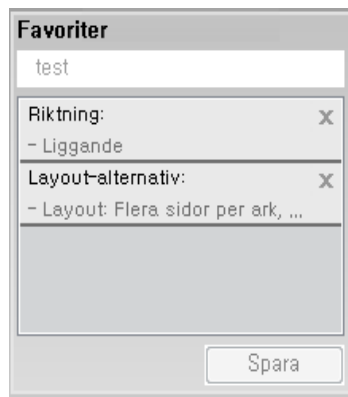 Favoriter
test
Riktning:
x
- Liggande
Layout-alternativ:
x
- Layout: Flera sidor per ark, ...
Spara